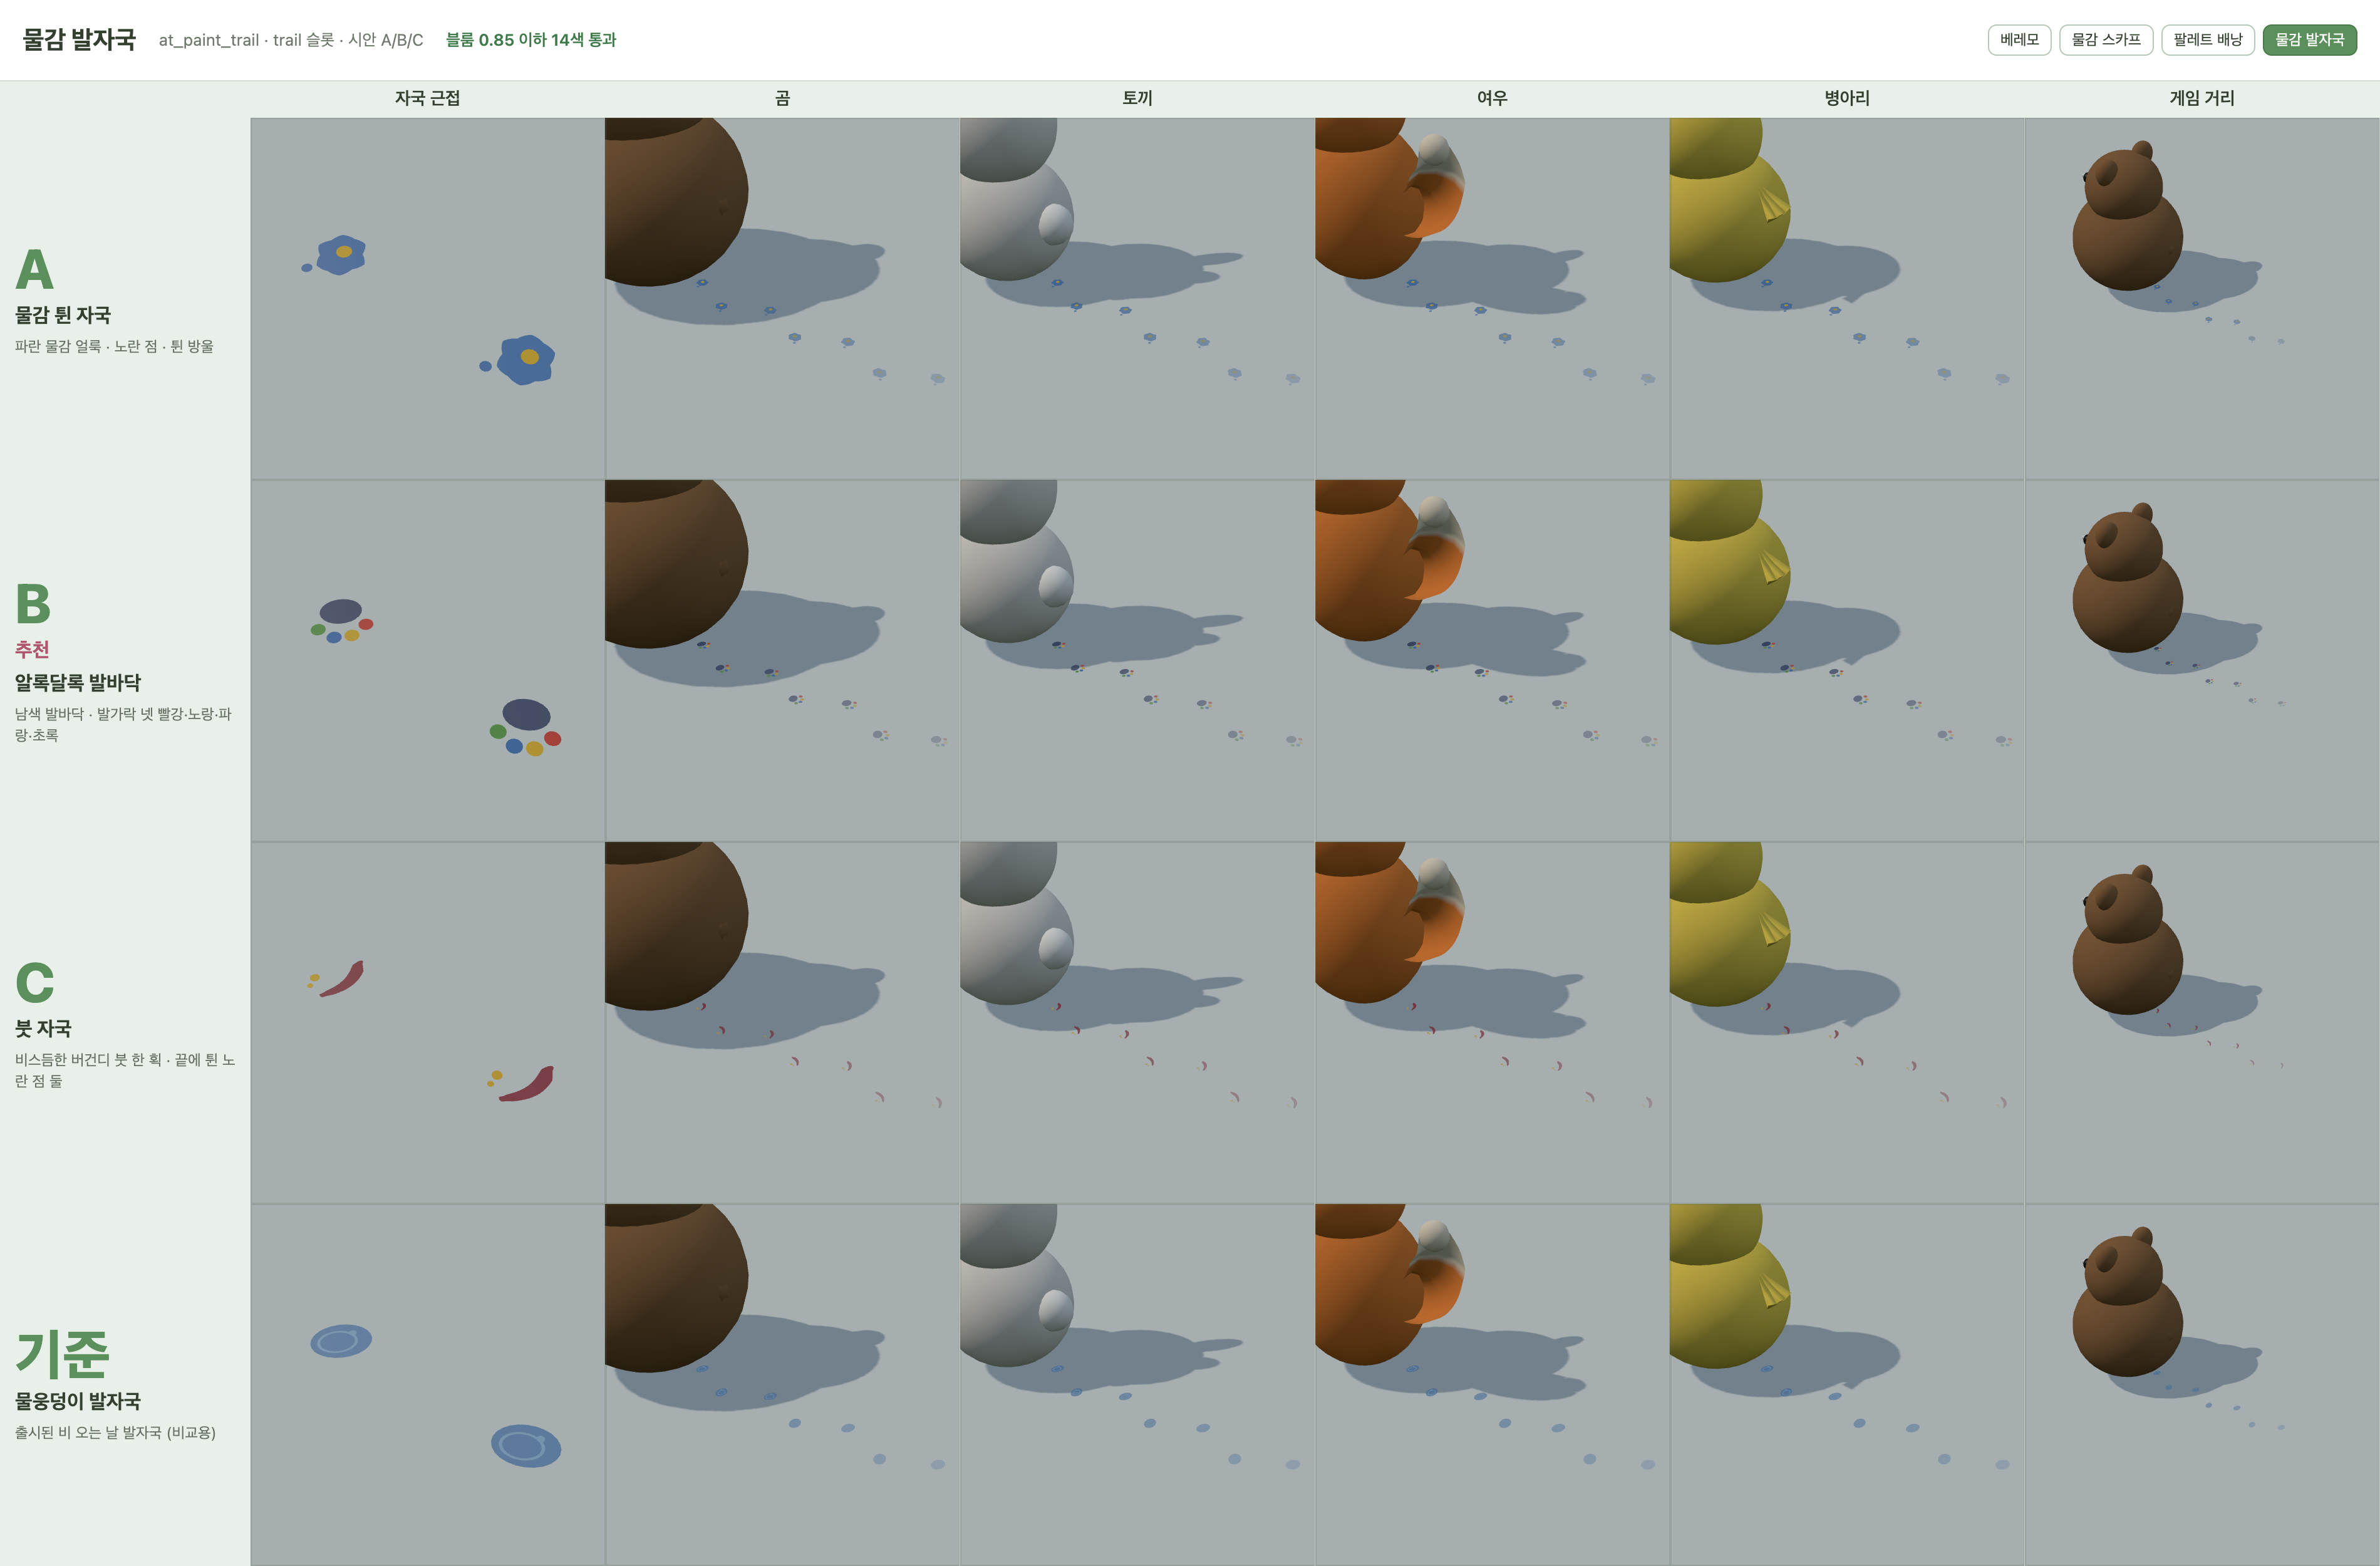 물감 발자국
at_paint_trail · trail 슬롯 · 시안 A/B/C
블룸 0.85 이하 14색 통과
베레모
물감 스카프
팔레트 배낭
물감 발자국
자국 근접
곰
토끼
여우
병아리
게임 거리
A
물감 튄 자국
파란 물감 얼룩 · 노란 점 · 튄 방울
B
추천
알록달록 발바닥
남색 발바닥 · 발가락 넷 빨강·노랑·파
랑·초록
C
붓 자국
비스듬한 버건디 붓 한 획 · 끝에 튄 노
란 점 둘
기준
물웅덩이 발자국
출시된 비 오는 날 발자국 (비교용)